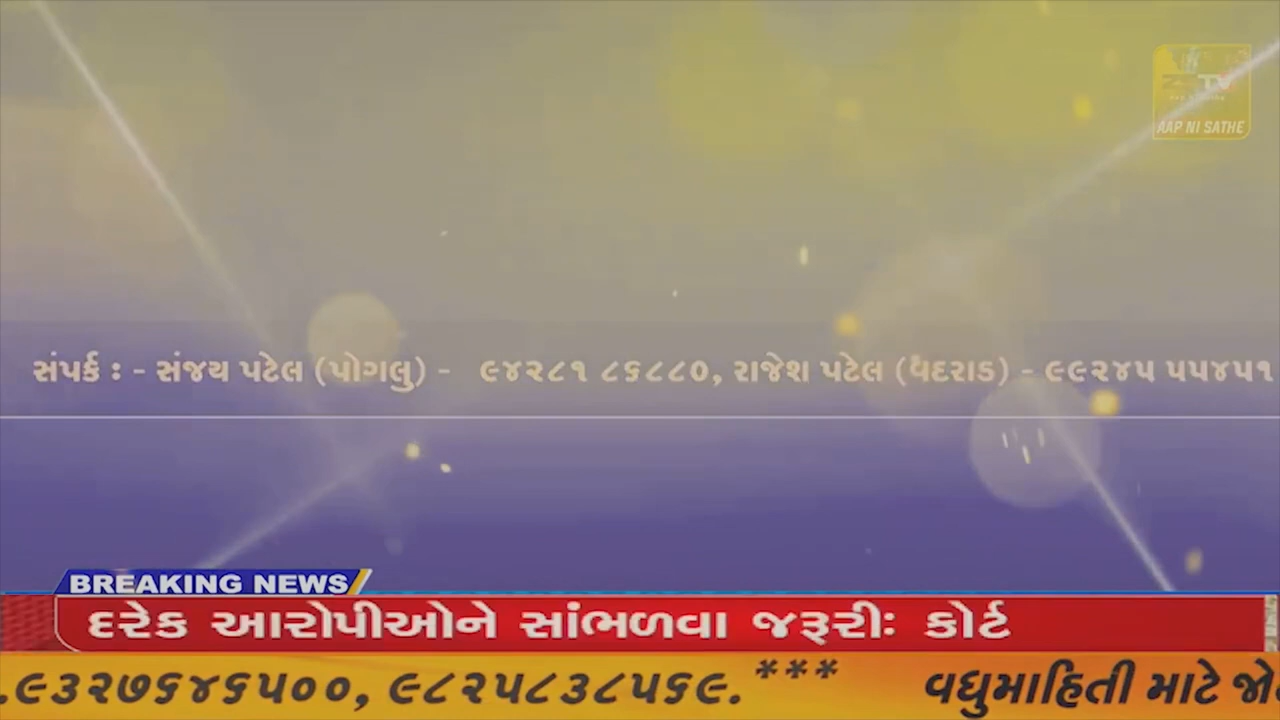 TV
AAP NI SATHE
સંપર્ક : - સંજય પટેલ (પોગલુ) - ૯૪૨૮૧ ૮૬૮૮૦, રાજેશ પટેલ (વદરાડ) - ૯૯૨૪૫ ૫૫૪૫૧
BREAKING NEWS
દરેક આરોપીઓને સાંભળવા જરૂરીઃ કોર્ટ
.૯૩૨૭૬૪૬૫૦૦, ૯૮૨૫૮૩૮૫૬૯.*** વધુમાહિતી માટે